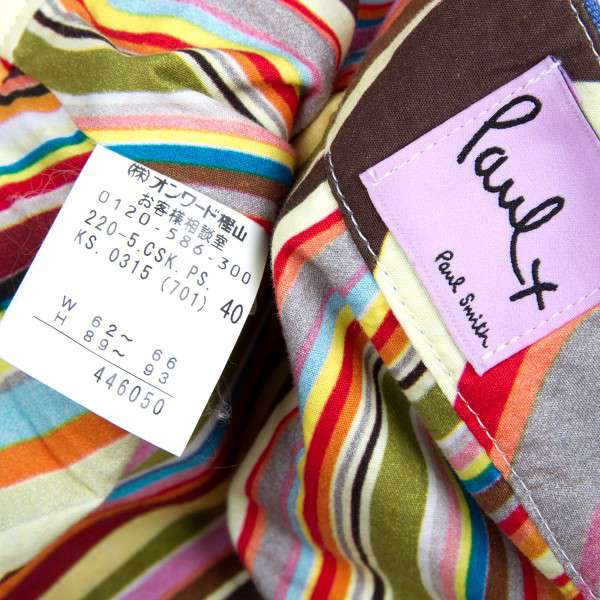 (株)オンワード樫山
お客様相談室
0120-586-300
220-5.CSK.PS.
KS.0315 (701) 40
W 62～ 66
H 89～ 93
446050
Paul x
Paul Smith